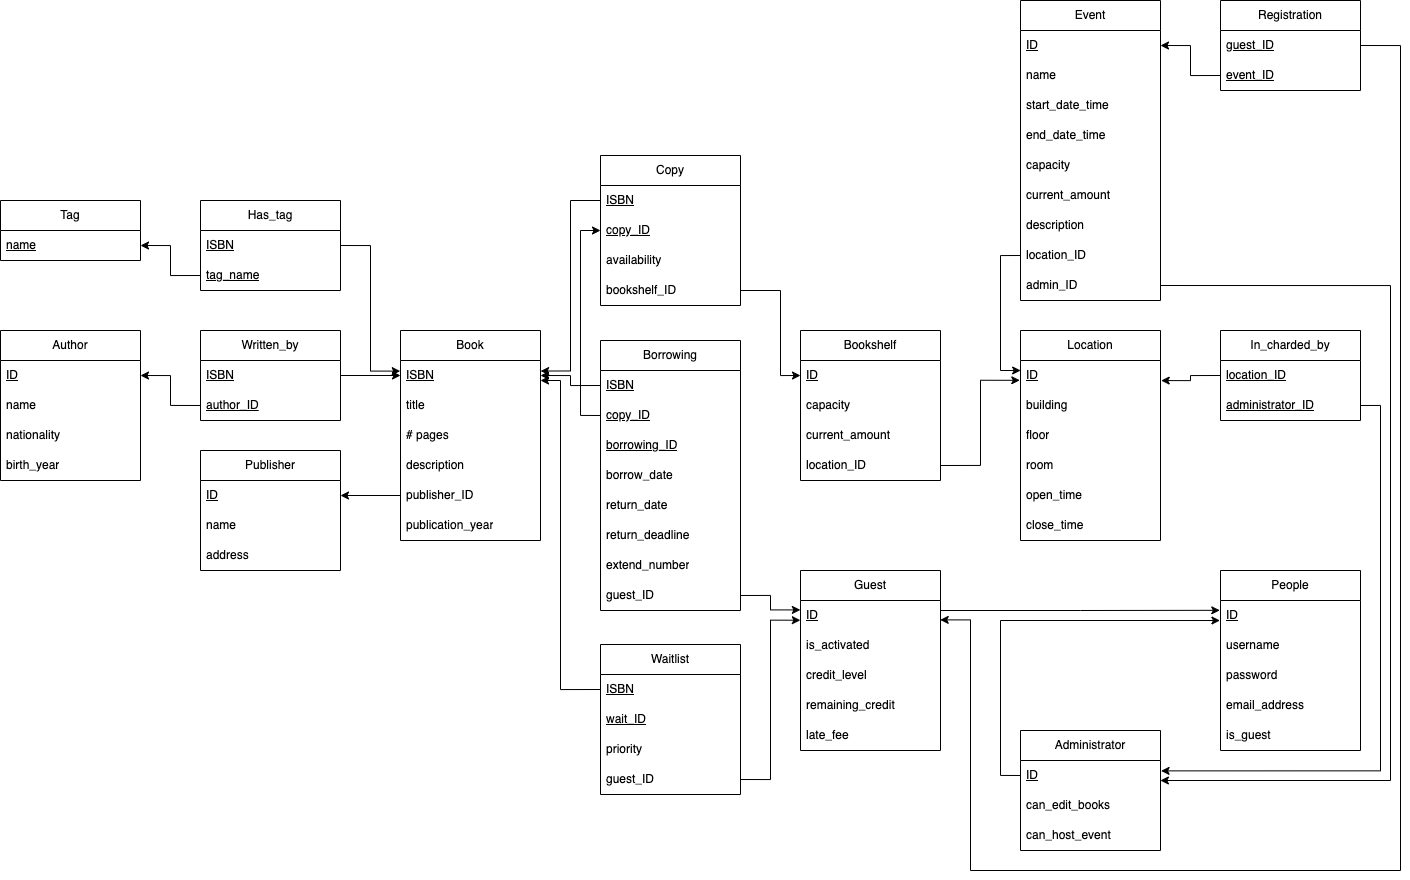 Event
ID
name
start_date_time
end_date_time
capacity
current_amount
description
location_ID
admin_ID
Registration
guest_ID
event_ID
Copy
ISBN
copy_ID
availability
bookshelf_ID
Tag
name
Has_tag
ISBN
tag_name
Author
ID
name
nationality
birth_year
Written_by
ISBN
author_ID
Publisher
ID
name
address
Book
ISBN
title
# pages
description
publisher_ID
publication_year
Borrowing
ISBN
copy_ID
borrowing_ID
borrow_date
return_date
return_deadline
extend_number
guest_ID
Bookshelf
ID
capacity
current_amount
location_ID
Location
ID
building
floor
room
open_time
close_time
In_charded_by
location_ID
administrator_ID
Waitlist
ISBN
wait_ID
priority
guest_ID
Guest
ID
is_activated
credit_level
remaining_credit
late_fee
People
ID
username
password
email_address
is_guest
Administrator
ID
can_edit_books
can_host_event